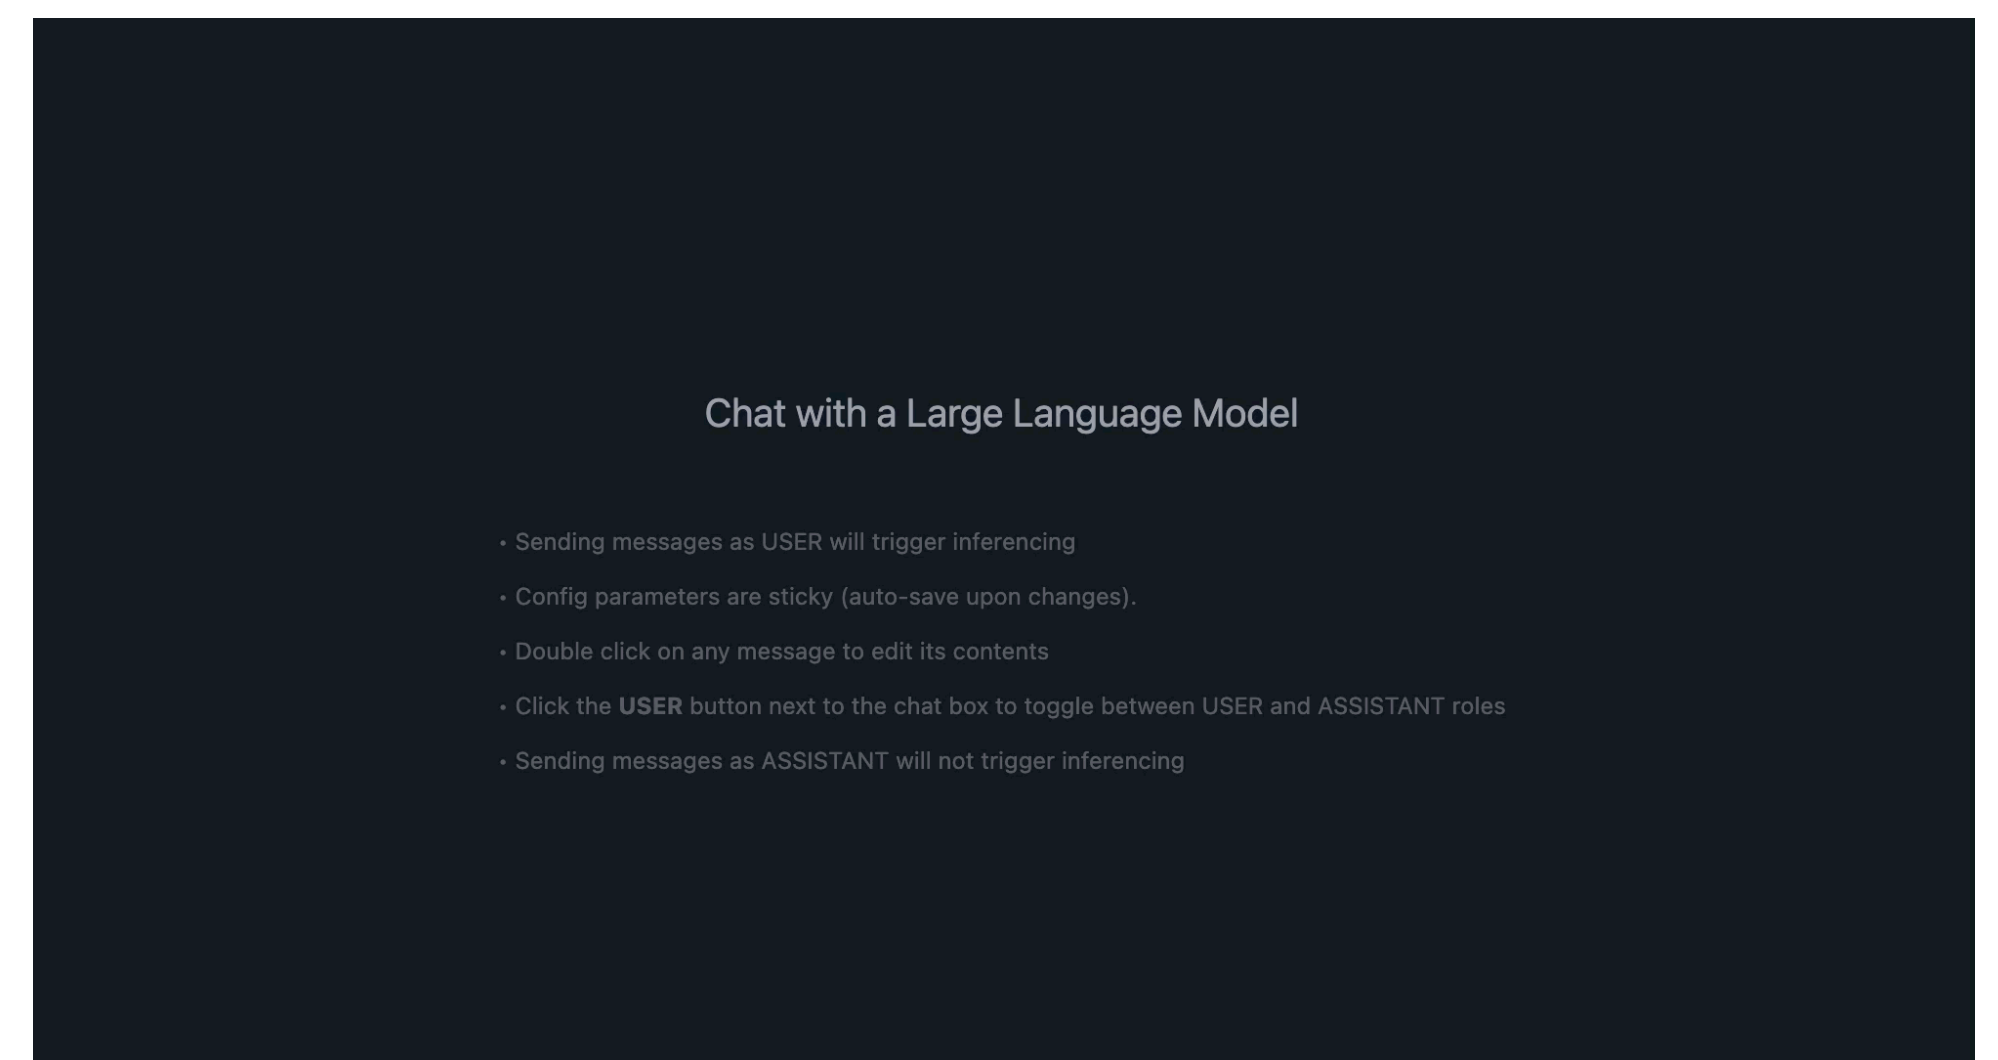 Chat with a Large Language Model
• Sending messages as USER will trigger inferencing
• Config parameters are sticky (auto-save upon changes).
• Double click on any message to edit its contents
• Click the USER button next to the chat box to toggle between USER and ASSISTANT roles
• Sending messages as ASSISTANT will not trigger inferencing